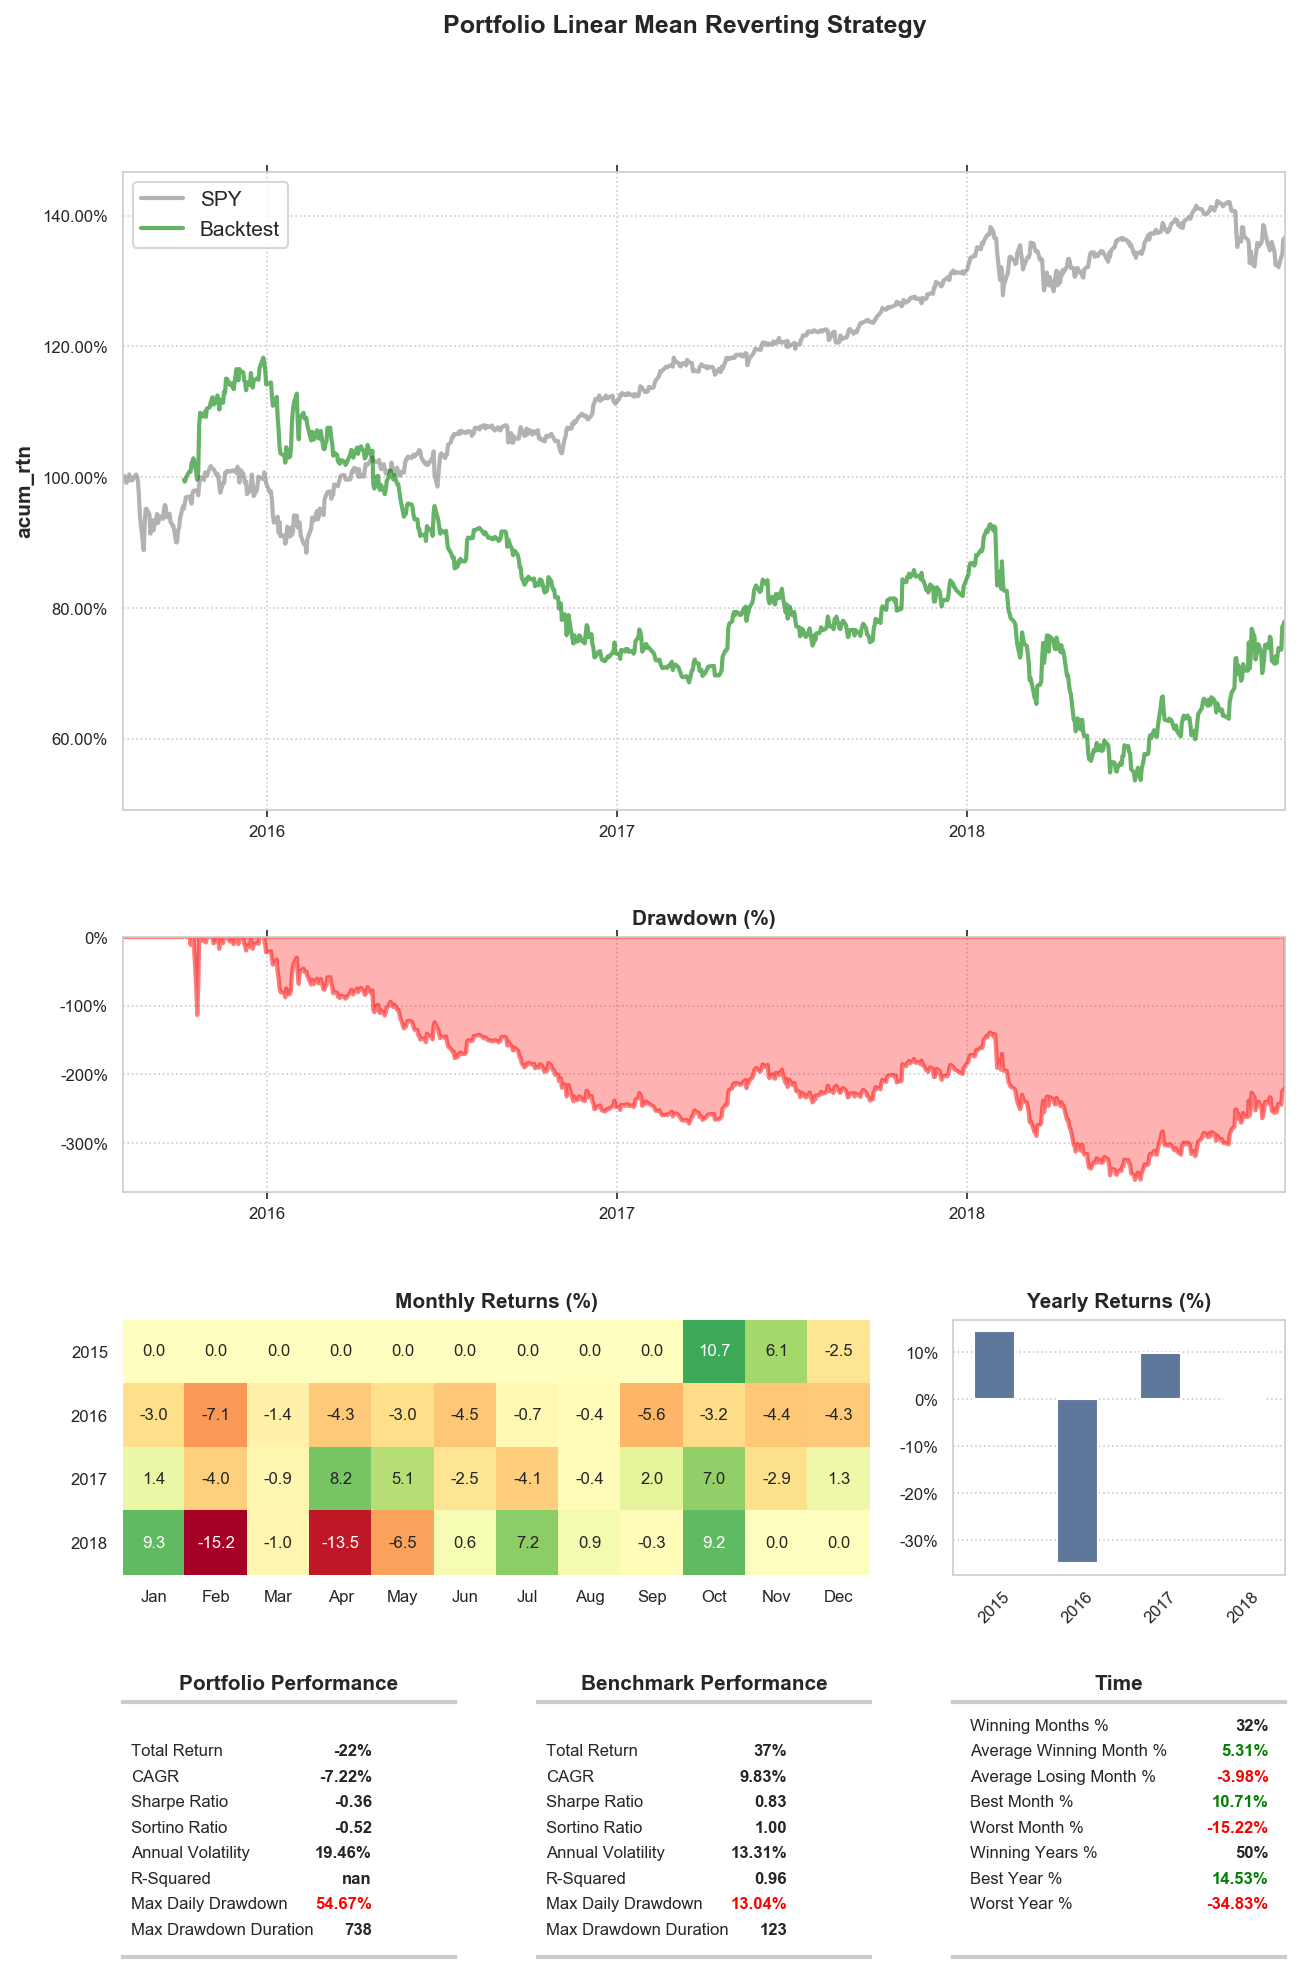 Portfolio Linear Mean Reverting Strategy
SPY
Backtest
140.00%
120.00%
100.00%
80.00%
60.00%
acum_rtn
2016 2017 2018
Drawdown (%)
0%
-100%
-200%
-300%
2016 2017 2018
Monthly Returns (%)
2015 0.0 0.0 0.0 0.0 0.0 0.0 0.0 0.0 0.0 10.7 6.1 -2.5
2016 -3.0 -7.1 -1.4 -4.3 -3.0 -4.5 -0.7 -0.4 -5.6 -3.2 -4.4 -4.3
2017 1.4 -4.0 -0.9 8.2 5.1 -2.5 -4.1 -0.4 2.0 7.0 -2.9 1.3
2018 9.3 -15.2 -1.0 -13.5 -6.5 0.6 7.2 0.9 -0.3 9.2 0.0 0.0
Jan Feb Mar Apr May Jun Jul Aug Sep Oct Nov Dec
Yearly Returns (%)
10%
0%
-10%
-20%
-30%
2015 2016 2017 2018
Portfolio Performance
Total Return -22%
CAGR -7.22%
Sharpe Ratio -0.36
Sortino Ratio -0.52
Annual Volatility 19.46%
R-Squared nan
Max Daily Drawdown 54.67%
Max Drawdown Duration 738
Benchmark Performance
Total Return 37%
CAGR 9.83%
Sharpe Ratio 0.83
Sortino Ratio 1.00
Annual Volatility 13.31%
R-Squared 0.96
Max Daily Drawdown 13.04%
Max Drawdown Duration 123
Time
Winning Months % 32%
Average Winning Month % 5.31%
Average Losing Month % -3.98%
Best Month % 10.71%
Worst Month % -15.22%
Winning Years % 50%
Best Year % 14.53%
Worst Year % -34.83%